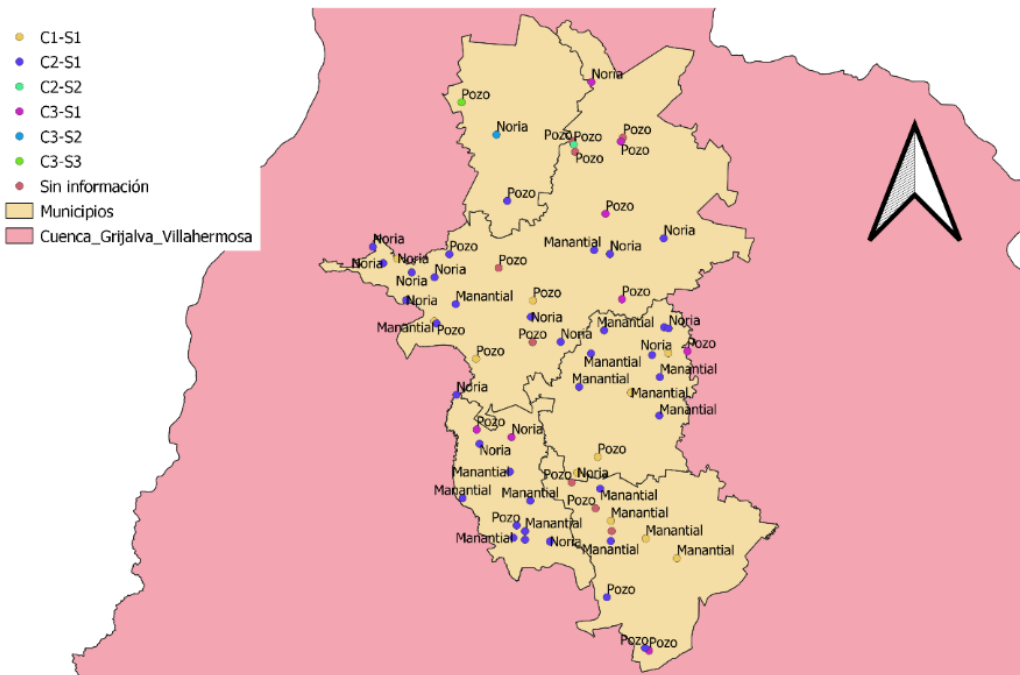 C1-S1
C2-S1
C2-S2
C3-S1
C3-S2
C3-S3
Sin información
Municipios
Cuenca_Grijalva_Villahermosa
Noria
Pozo
Noria
Pozo
Pozo
Pozo
Pozo
Pozo
Pozo
Pozo
Noria
Manantial
Noria
Noria
Pozo
Noria
Noria
Pozo
Noria
Noria
Noria
Manantial
Pozo
Pozo
Manantial
Pozo
Noria
Manantial
Noria
Pozo
Noria
Noria
Pozo
Pozo
Manantial
Manantial
Manantial
Noria
Manantial
Manantial
Pozo
Noria
Noria
Pozo
Manantial
Pozo
Noria
Manantial
Manantial
Manantial
Pozo
Pozo
Manantial
Manantial
Manantial
Noria
Manantial
Manantial
Manantial
Pozo
Pozo
Pozo